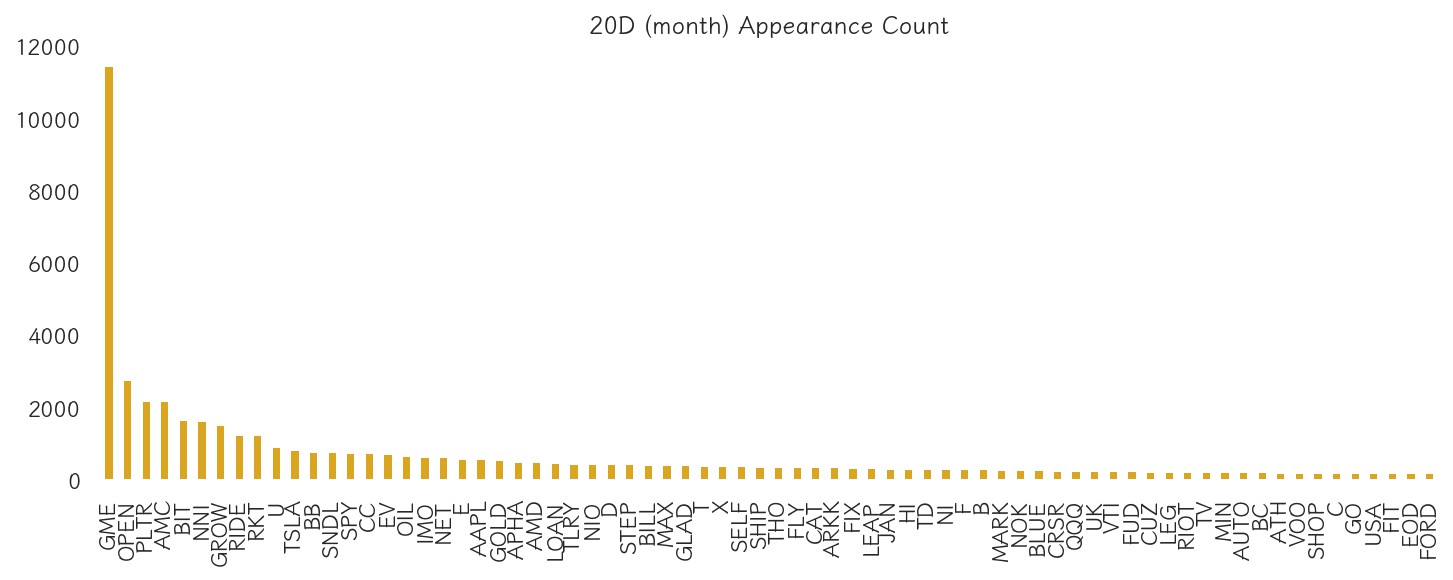 20D (month) Appearance Count
12000
10000
8000
6000
4000
2000
0
GME
OPEN
PLTR
AMC
BIT
NNI
GROW
RIDE
RKT
U
TSLA
BB
SNDL
SPY
CC
EV
OIL
IMO
NET
E
AAPL
GOLD
APHA
AMD
LOAN
TLRY
NIO
D
STEP
BILL
MAX
GLAD
T
X
SELF
SHIP
THO
FLY
CAT
ARKK
FIX
LEAP
JAN
HI
TD
NI
F
B
MARK
NOK
BLUE
CRSR
QQQ
UK
VTI
FUD
CUZ
LEG
RIOT
TV
MIN
AUTO
BC
ATH
VOO
SHOP
C
GO
USA
FIT
EOD
FORD